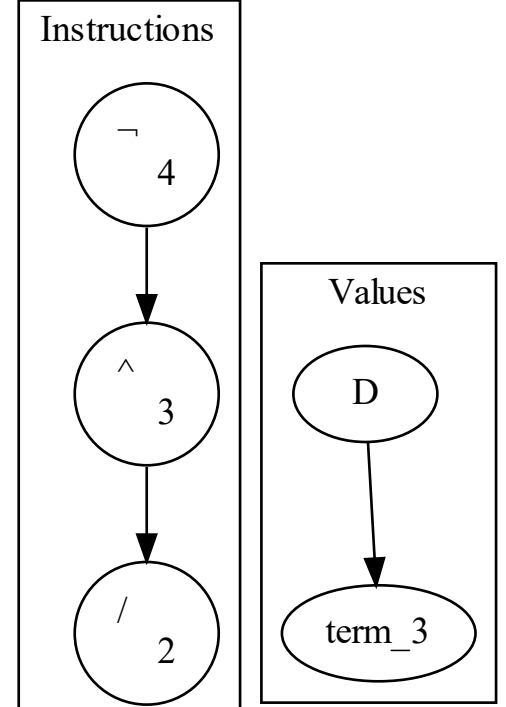 Instructions
¬
4
^
3
/
2
Values
D
term_3